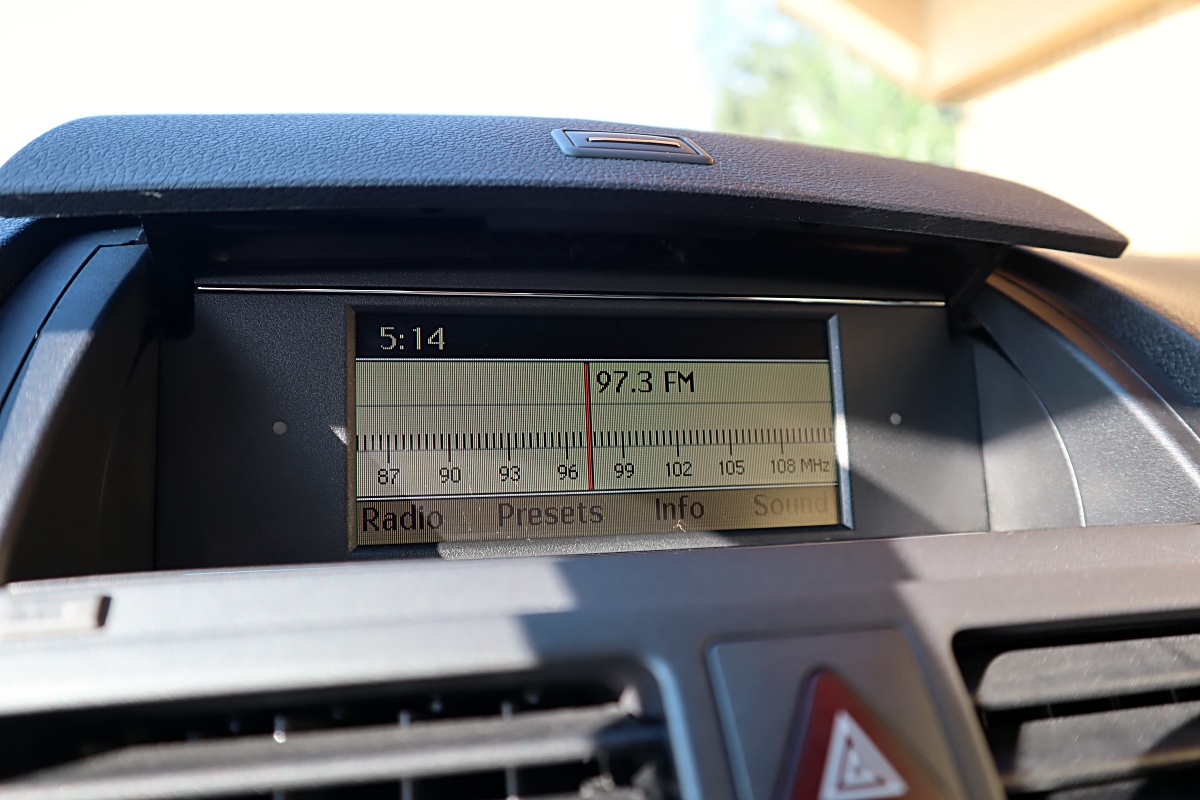 5:14
97.3 FM
87 90 93 96 99 102 105 108 MHz
Radio Presets Info Sound